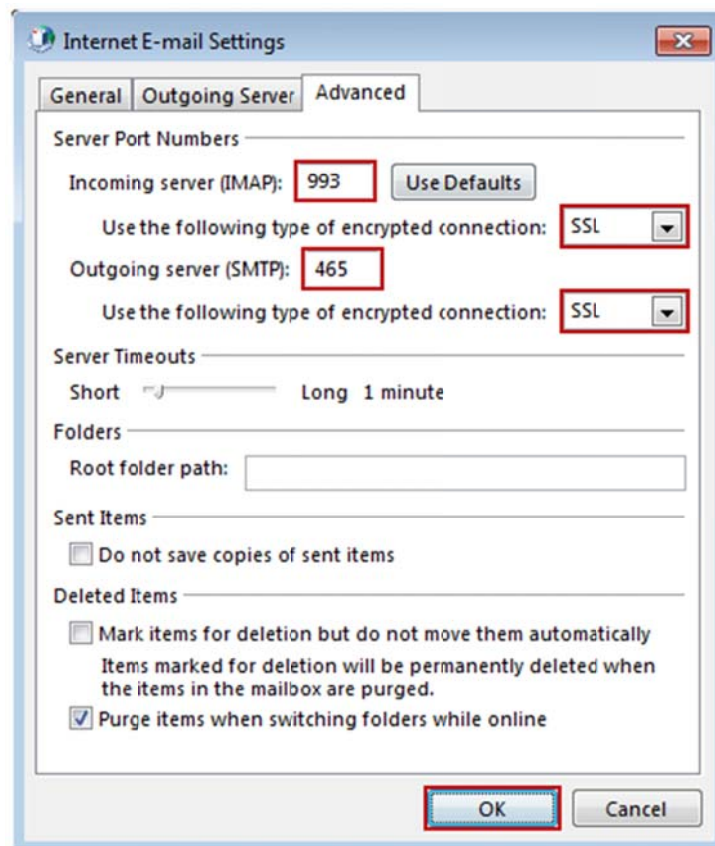 Internet E-mail Settings
General Outgoing Server Advanced
Server Port Numbers
Incoming server (IMAP): 993 Use Defaults
Use the following type of encrypted connection: SSL
Outgoing server (SMTP): 465
Use the following type of encrypted connection: SSL
Server Timeouts
Short Long 1 minute
Folders
Root folder path:
Sent Items
Do not save copies of sent items
Deleted Items
Mark items for deletion but do not move them automatically
Items marked for deletion will be permanently deleted when
the items in the mailbox are purged.
Purge items when switching folders while online
OK Cancel